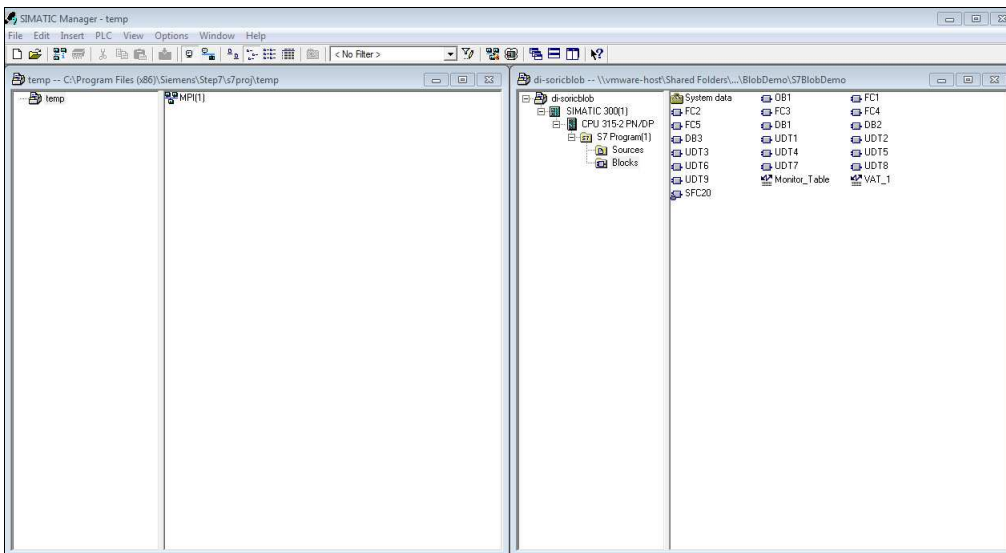 SIMATIC Manager - temp
File Edit Insert PLC View Options Window Help
< No Filter >
temp -- C:\Program Files (x86)\Siemens\Step7\s7proj\temp
temp
MPI(1)
di-soricblob -- \\vmware-host\Shared Folders\...\BlobDemo\S7BlobDemo
di-soricblob
SIMATIC 300(1)
CPU 315-2 PN/DP
S7 Program(1)
Sources
Blocks
System data OB1 FC1
FC2 FC3 FC4
FC5 DB1 DB2
DB3 UDT1 UDT2
UDT3 UDT4 UDT5
UDT6 UDT7 UDT8
UDT9 Monitor_Table VAT_1
SFC20